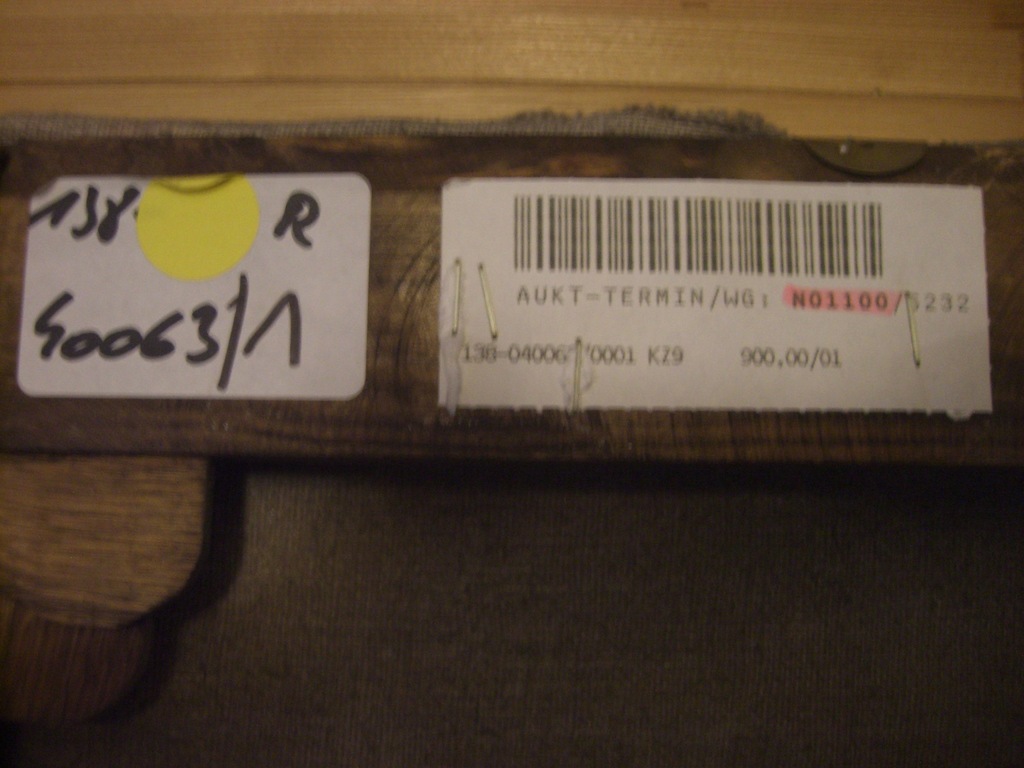 138 R
40063/1
AUKT-TERMIN/WG: N01100/5232
138-04006 /0001 KZ9 900.00/01